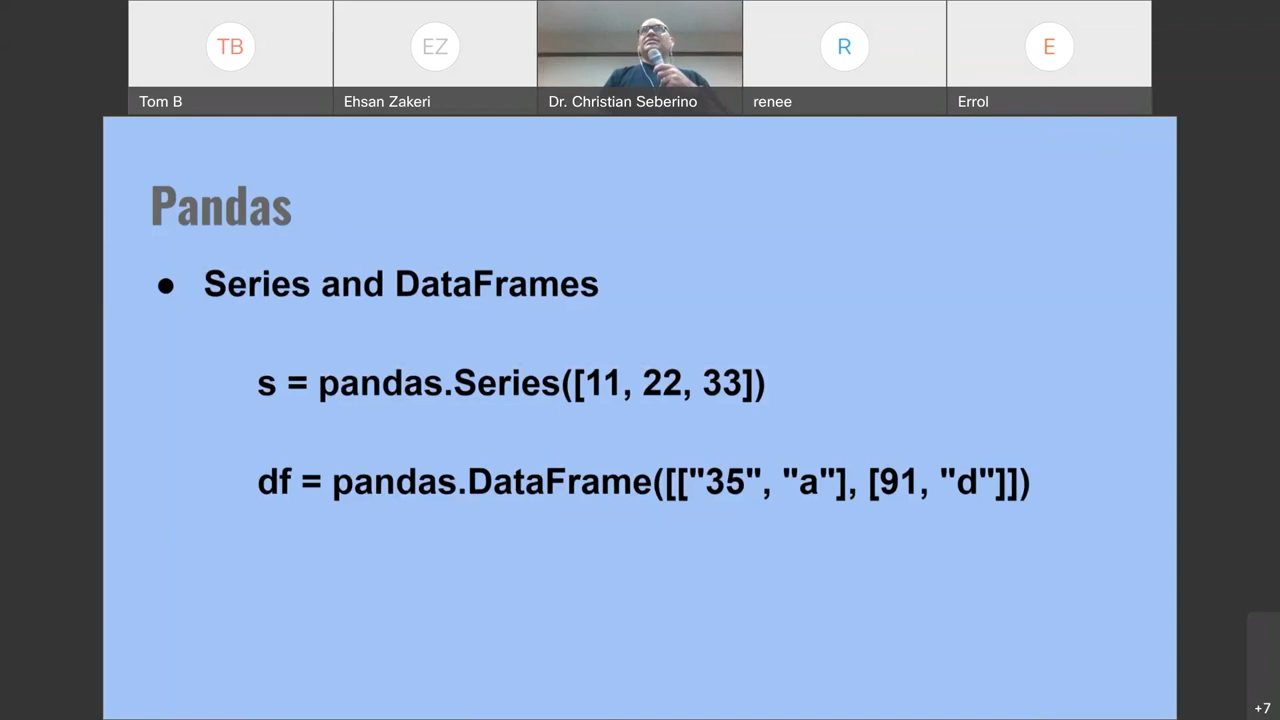 TB
EZ
R
E
Tom B
Ehsan Zakeri
Dr. Christian Seberino
renee
Errol
Pandas
● Series and DataFrames
s = pandas.Series([11, 22, 33])
df = pandas.DataFrame([["35", "a"], [91, "d"]])
+7